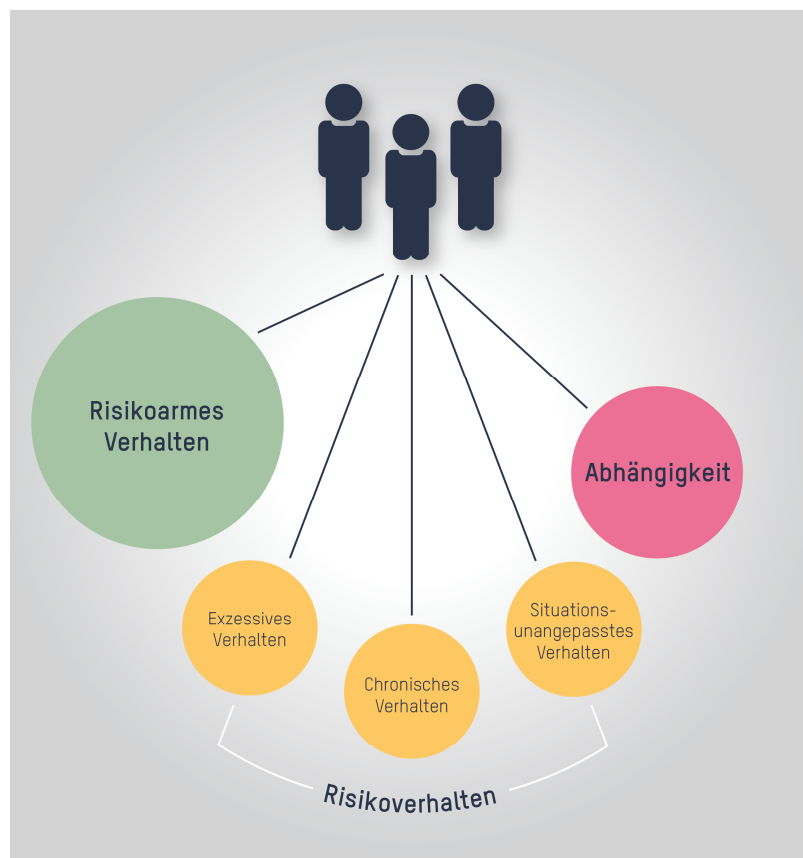 Risikoarmes
Verhalten
Abhängigkeit
Exzessives
Verhalten
Chronisches
Verhalten
Situations-
unangepasstes
Verhalten
Risikoverhalten